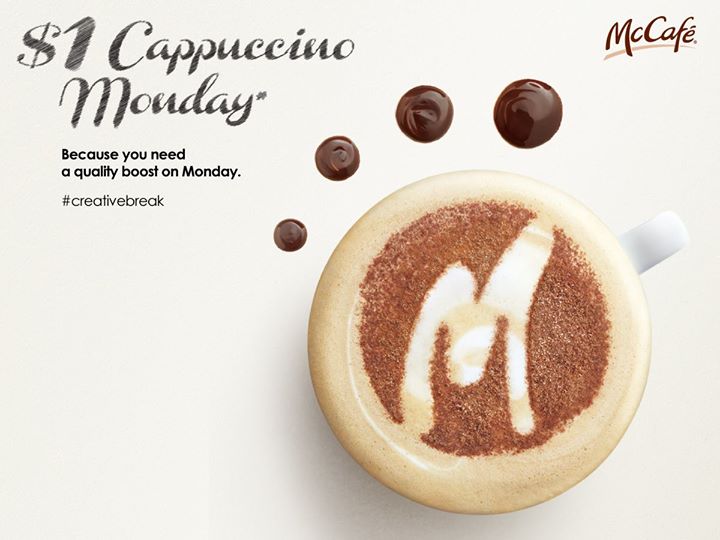 $1 Cappuccino
Monday*
McCafé®
Because you need
a quality boost on Monday.
#creativebreak
M